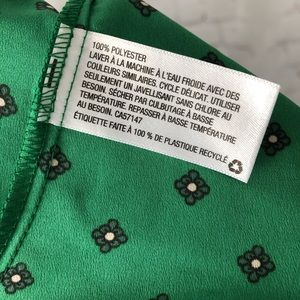 100% POLYESTER
LAVER À LA MACHINE À L'EAU FROIDE AVEC DES
COULEURS SIMILAIRES. CYCLE DÉLICAT. UTILISER
SEULEMENT UN JAVELLISANT SANS CHLORE AU
BESOIN. SÉCHER PAR CULBUTAGE À BASSE
TEMPÉRATURE. REPASSER À BASSE TEMPÉRATURE
AU BESOIN. CA57147
ÉTIQUETTE FAITE À 100 % DE PLASTIQUE RECYCLÉ